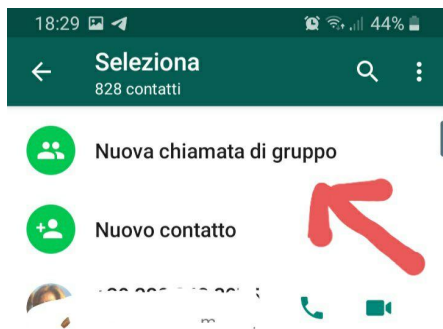 18:29 44%
Seleziona
828 contatti
Nuova chiamata di gruppo
Nuovo contatto